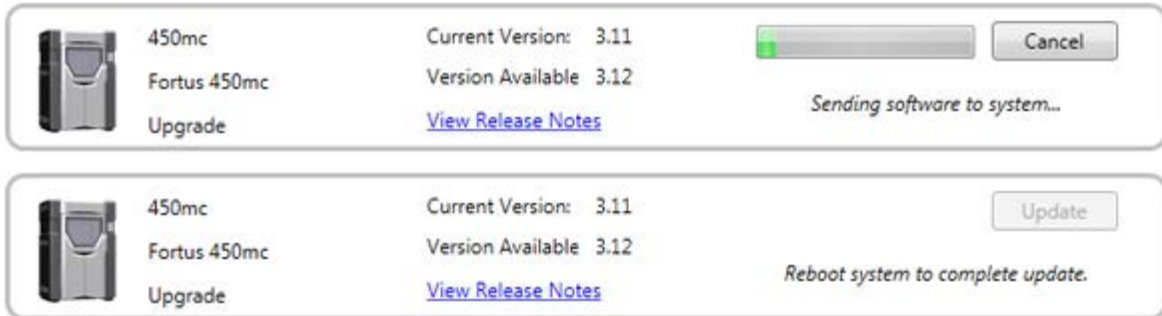 450mc Current Version: 3.11 Cancel
Fortus 450mc Version Available 3.12
Sending software to system...
Upgrade View Release Notes
450mc Current Version: 3.11 Update
Fortus 450mc Version Available 3.12
Reboot system to complete update.
Upgrade View Release Notes